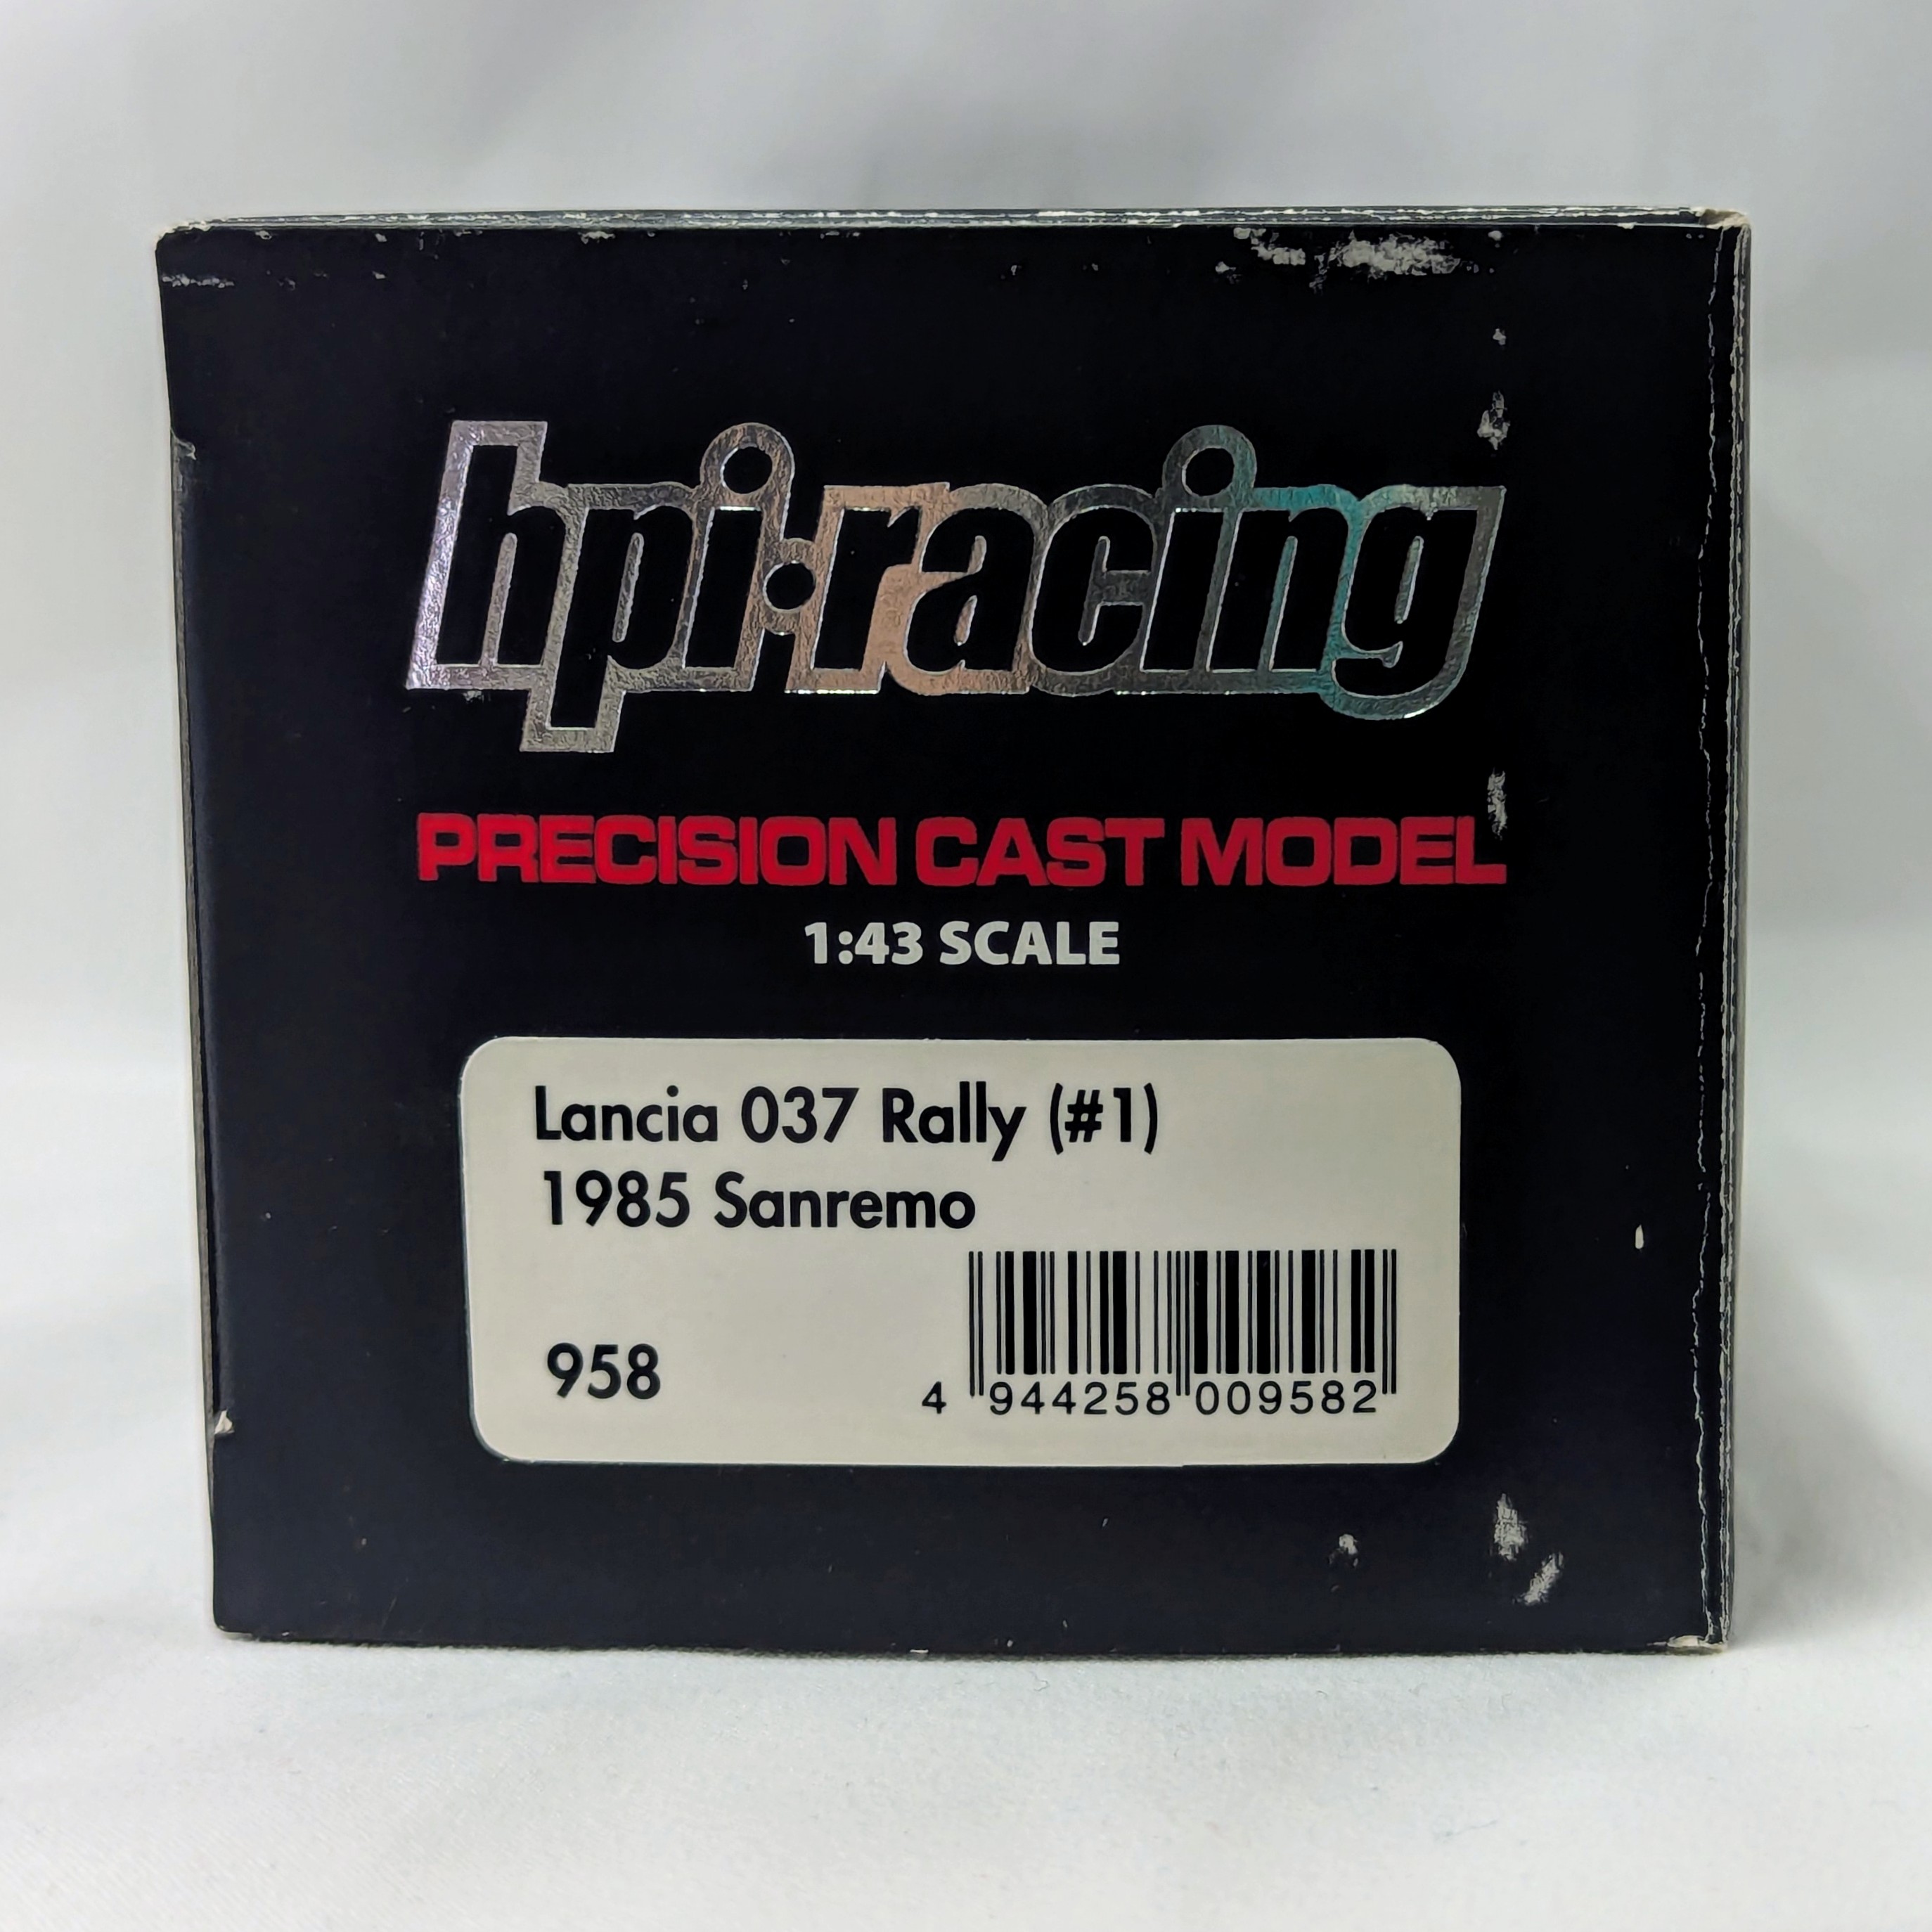 hpi·racing
PRECISION CAST MODEL
1:43 SCALE
Lancia 037 Rally (#1)
1985 Sanremo
958
4 944258 009582